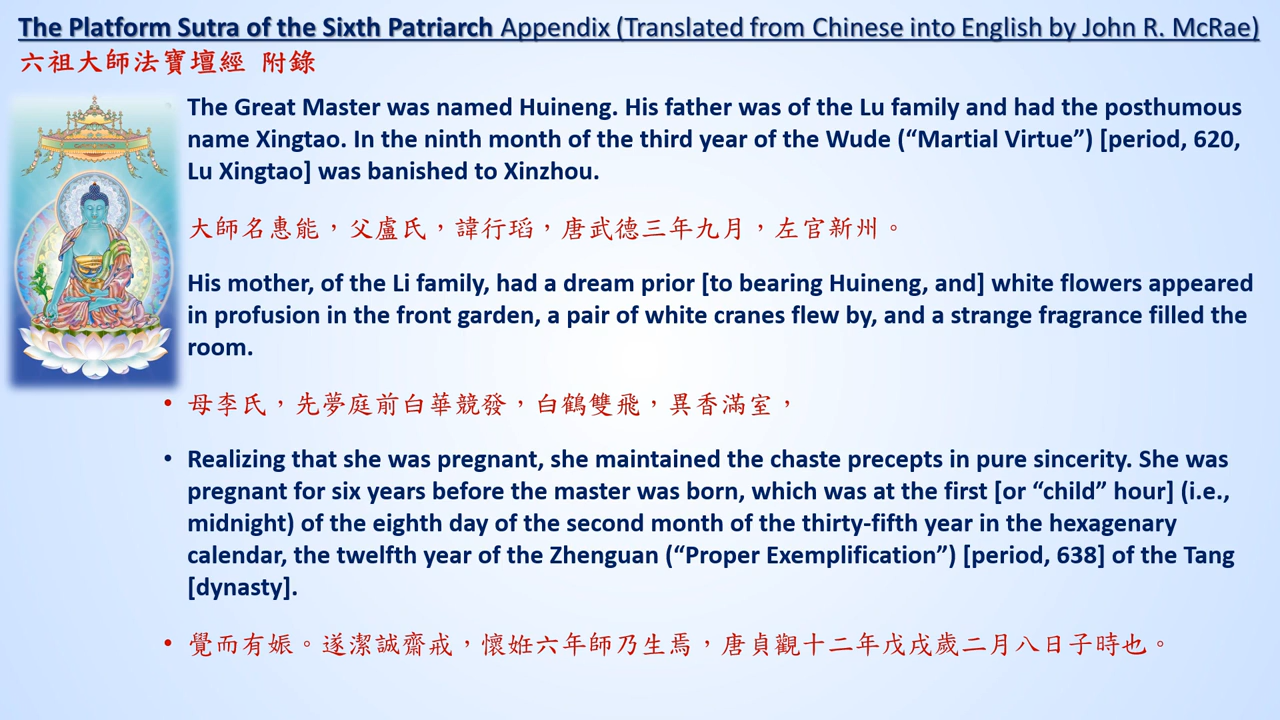 The Platform Sutra of the Sixth Patriarch Appendix (Translated from Chinese into English by John R. McRae)
六祖大師法寶壇經 附錄
The Great Master was named Huineng. His father was of the Lu family and had the posthumous
name Xingtao. In the ninth month of the third year of the Wude (“Martial Virtue”) [period, 620,
Lu Xingtao] was banished to Xinzhou.
大師名惠能，父盧氏，諱行瑫，唐武德三年九月，左官新州。
His mother, of the Li family, had a dream prior [to bearing Huineng, and] white flowers appeared
in profusion in the front garden, a pair of white cranes flew by, and a strange fragrance filled the
room.
• 母李氏，先夢庭前白華競發，白鶴雙飛，異香滿室，
• Realizing that she was pregnant, she maintained the chaste precepts in pure sincerity. She was
pregnant for six years before the master was born, which was at the first [or “child” hour] (i.e.,
midnight) of the eighth day of the second month of the thirty-fifth year in the hexagenary
calendar, the twelfth year of the Zhenguan (“Proper Exemplification”) [period, 638] of the Tang
[dynasty].
• 覺而有娠。遂潔誠齋戒，懷姙六年師乃生焉，唐貞觀十二年戊戌歲二月八日子時也。